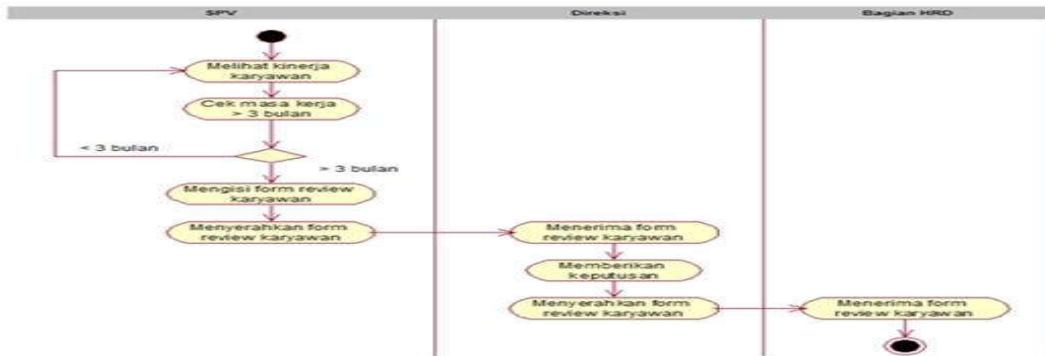 SPV
Direksi
Bagian HRD
Melihat kinerja
karyawan
Cek masa kerja
> 3 bulan
< 3 bulan
> 3 bulan
Mengisi form review
karyawan
Menyerahkan form
review karyawan
Menerima form
review karyawan
Memberikan
keputusan
Menyerahkan form
review karyawan
Menerima form
review karyawan